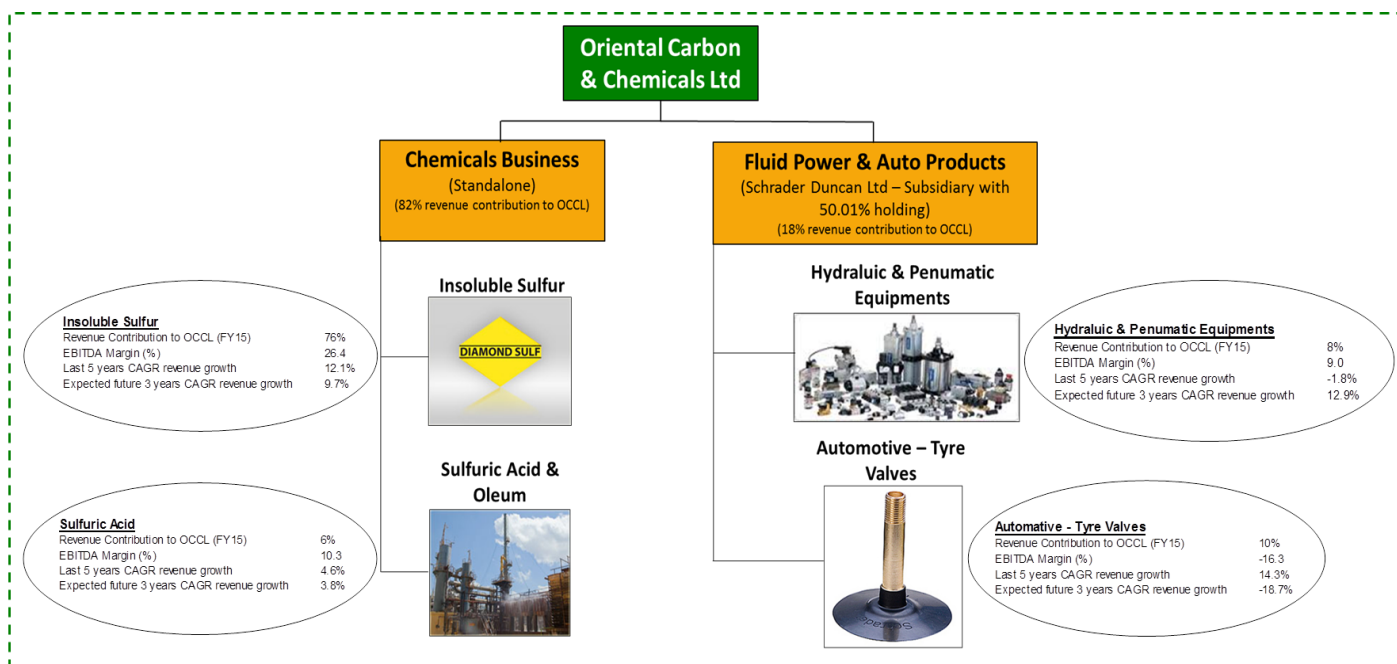 Oriental Carbon
& Chemicals Ltd
Chemicals Business
(Standalone)
(82% revenue contribution to OCCL)
Fluid Power & Auto Products
(Schrader Duncan Ltd – Subsidiary with
50.01% holding)
(18% revenue contribution to OCCL)
Insoluble Sulfur
DIAMOND SULF
Insoluble Sulfur
Revenue Contribution to OCCL (FY15) 76%
EBITDA Margin (%) 26.4
Last 5 years CAGR revenue growth 12.1%
Expected future 3 years CAGR revenue growth 9.7%
Sulfuric Acid &
Oleum
Sulfuric Acid
Revenue Contribution to OCCL (FY15) 6%
EBITDA Margin (%) 10.3
Last 5 years CAGR revenue growth 4.6%
Expected future 3 years CAGR revenue growth 3.8%
Hydraluic & Penumatic
Equipments
Hydraluic & Penumatic Equipments
Revenue Contribution to OCCL (FY15) 8%
EBITDA Margin (%) 9.0
Last 5 years CAGR revenue growth -1.8%
Expected future 3 years CAGR revenue growth 12.9%
Automotive – Tyre
Valves
Automative - Tyre Valves
Revenue Contribution to OCCL (FY15) 10%
EBITDA Margin (%) -16.3
Last 5 years CAGR revenue growth 14.3%
Expected future 3 years CAGR revenue growth -18.7%